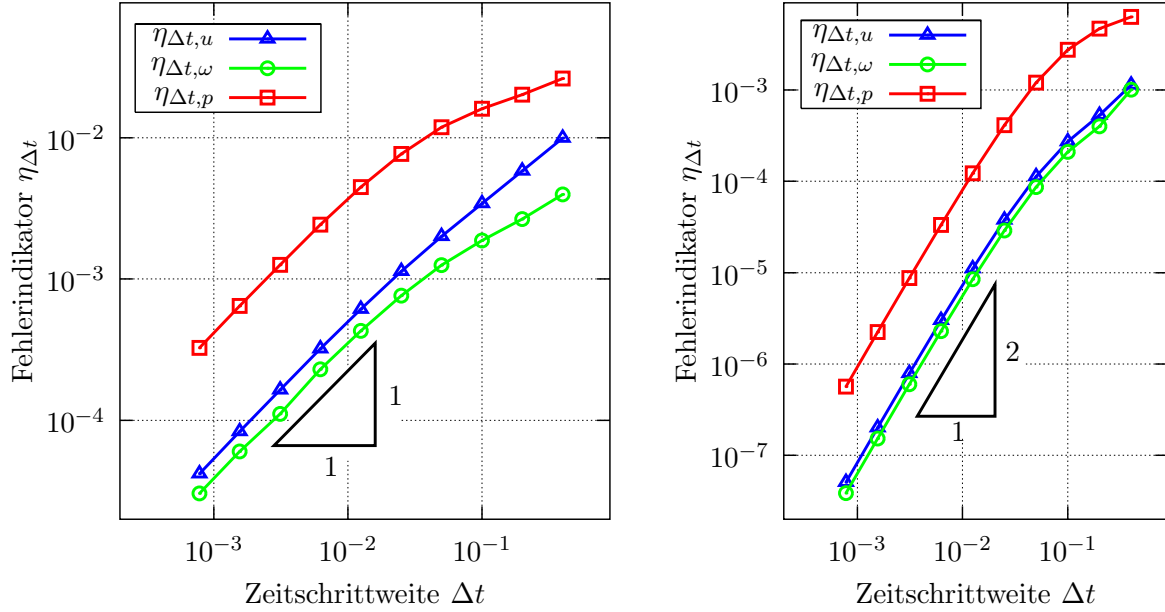 η_{Δt,u}
η_{Δt,ω}
η_{Δt,p}
10^{-2}
10^{-3}
10^{-4}
Fehlerindikator η_{Δt}
1
1
10^{-3} 10^{-2} 10^{-1}
Zeitschrittweite Δt
η_{Δt,u}
η_{Δt,ω}
η_{Δt,p}
10^{-3}
10^{-4}
10^{-5}
10^{-6}
10^{-7}
Fehlerindikator η_{Δt}
2
1
10^{-3} 10^{-2} 10^{-1}
Zeitschrittweite Δt